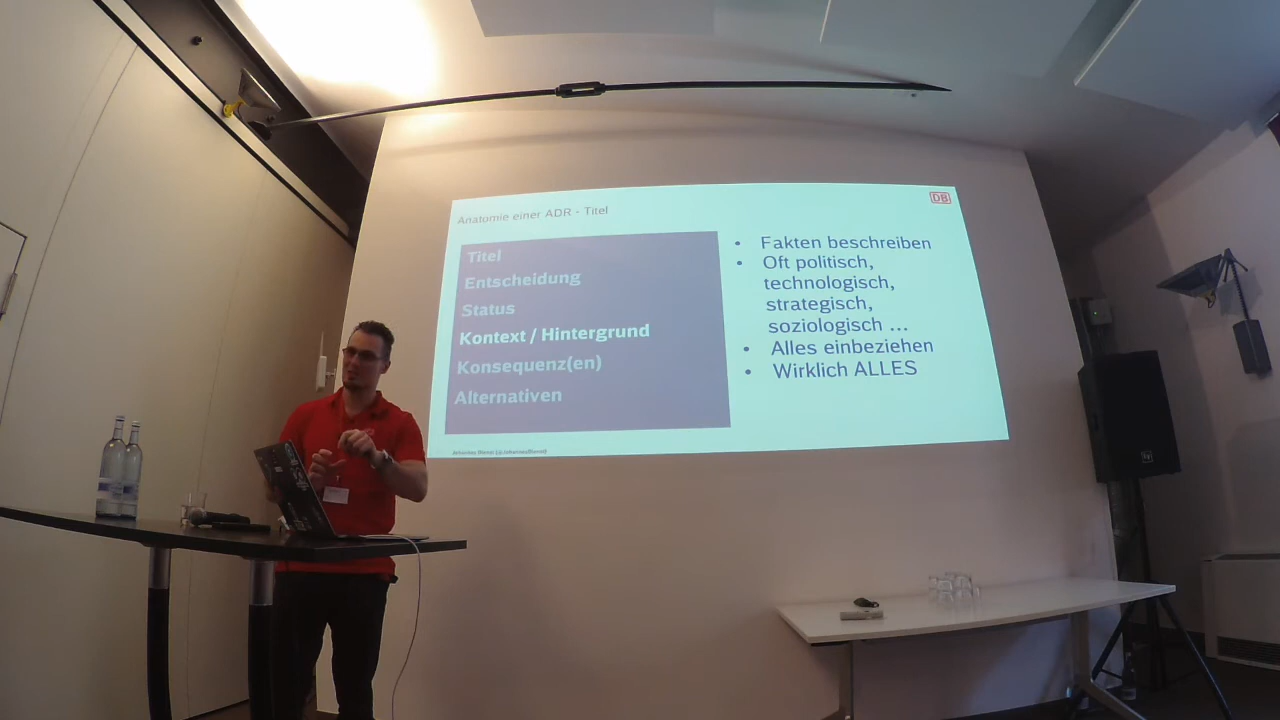 Anatomie einer ADR - Titel
DB
Titel
Entscheidung
Status
Kontext / Hintergrund
Konsequenz(en)
Alternativen
• Fakten beschreiben
• Oft politisch,
technologisch,
strategisch,
soziologisch ...
• Alles einbeziehen
• Wirklich ALLES